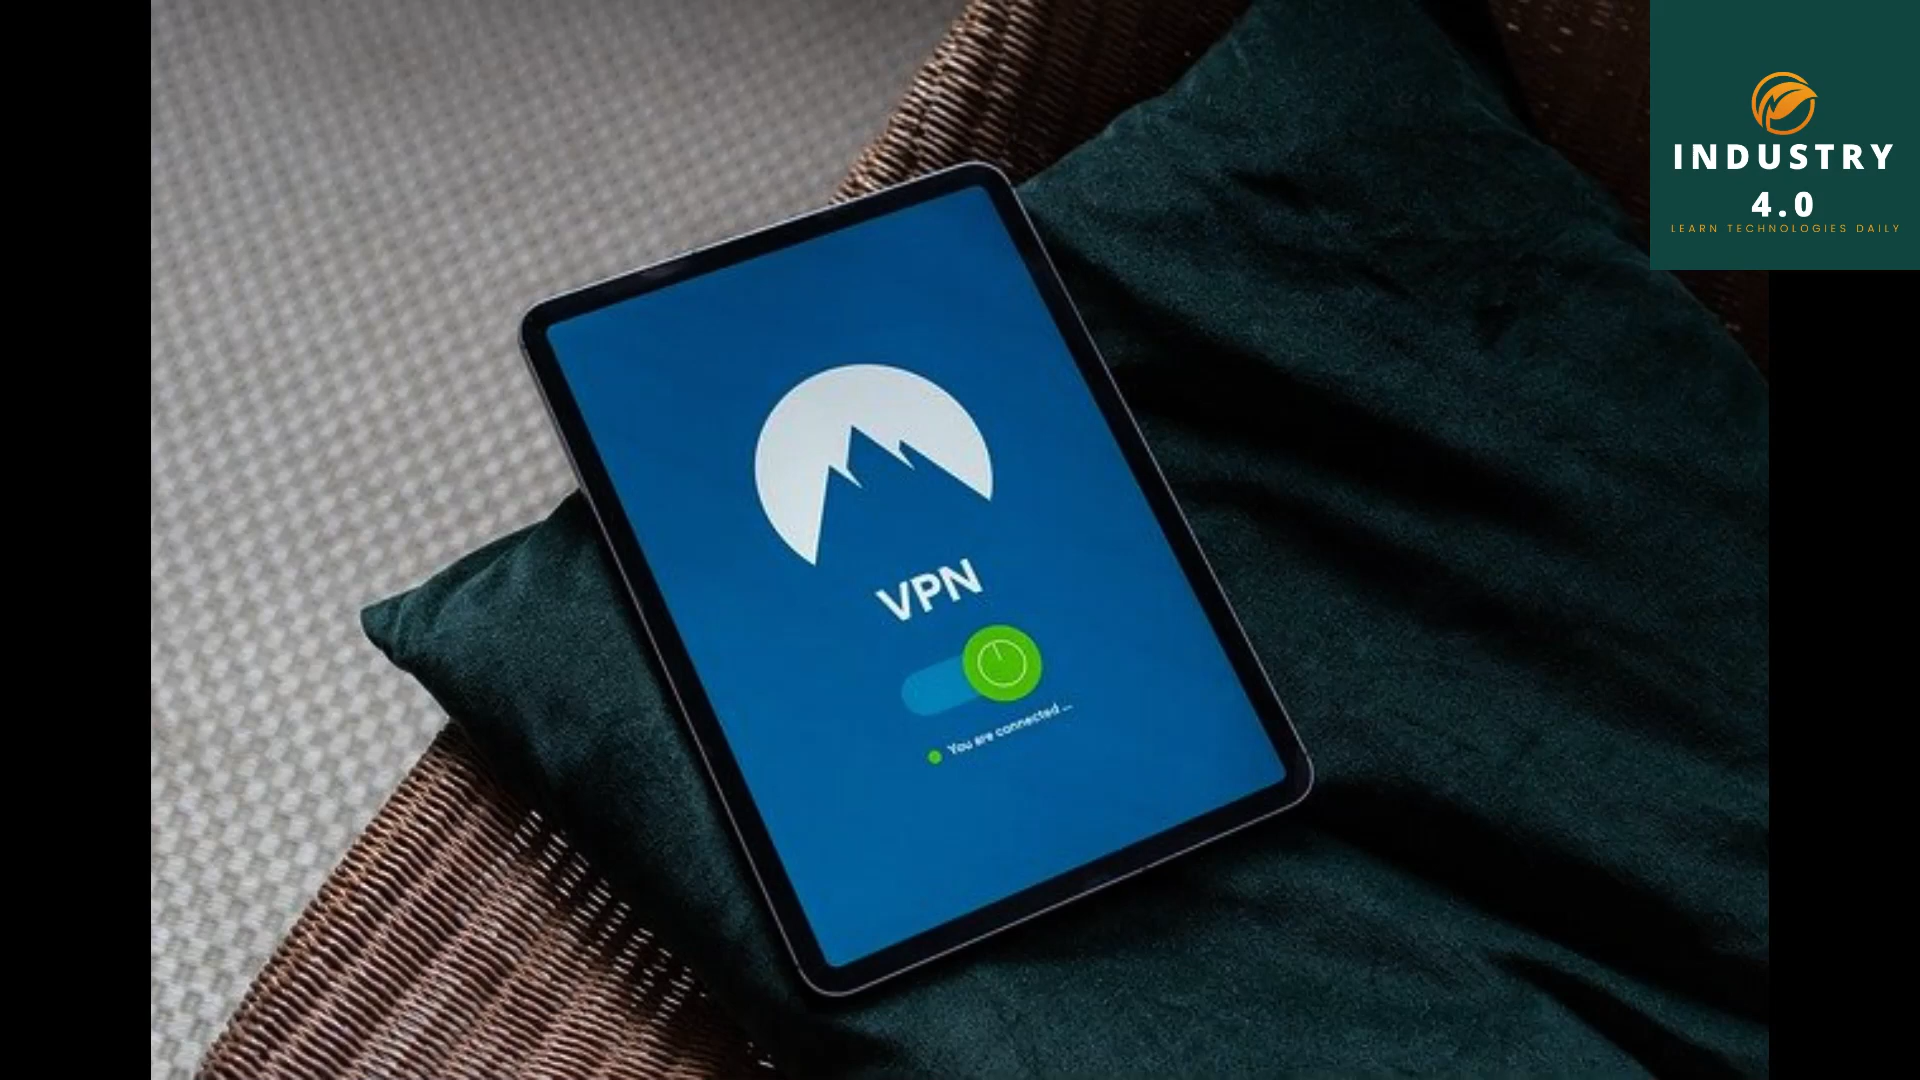 INDUSTRY
4.0
LEARN TECHNOLOGIES DAILY
VPN
You are connected ...